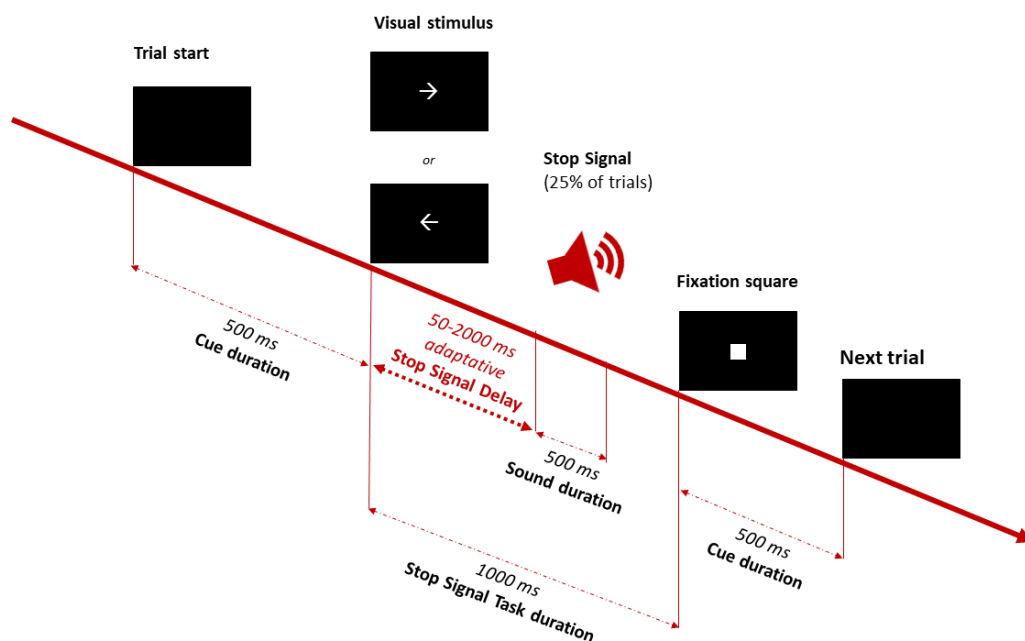 Trial start
Visual stimulus
or
Stop Signal
(25% of trials)
Fixation square
Next trial
500 ms
Cue duration
50-2000 ms
adaptative
Stop Signal Delay
500 ms
Sound duration
1000 ms
Stop Signal Task duration
500 ms
Cue duration